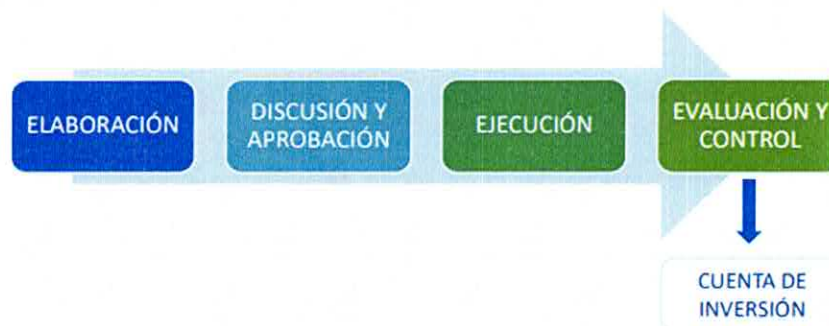 ELABORACIÓN
DISCUSIÓN Y
APROBACIÓN
EJECUCIÓN
EVALUACIÓN Y
CONTROL
CUENTA DE
INVERSIÓN